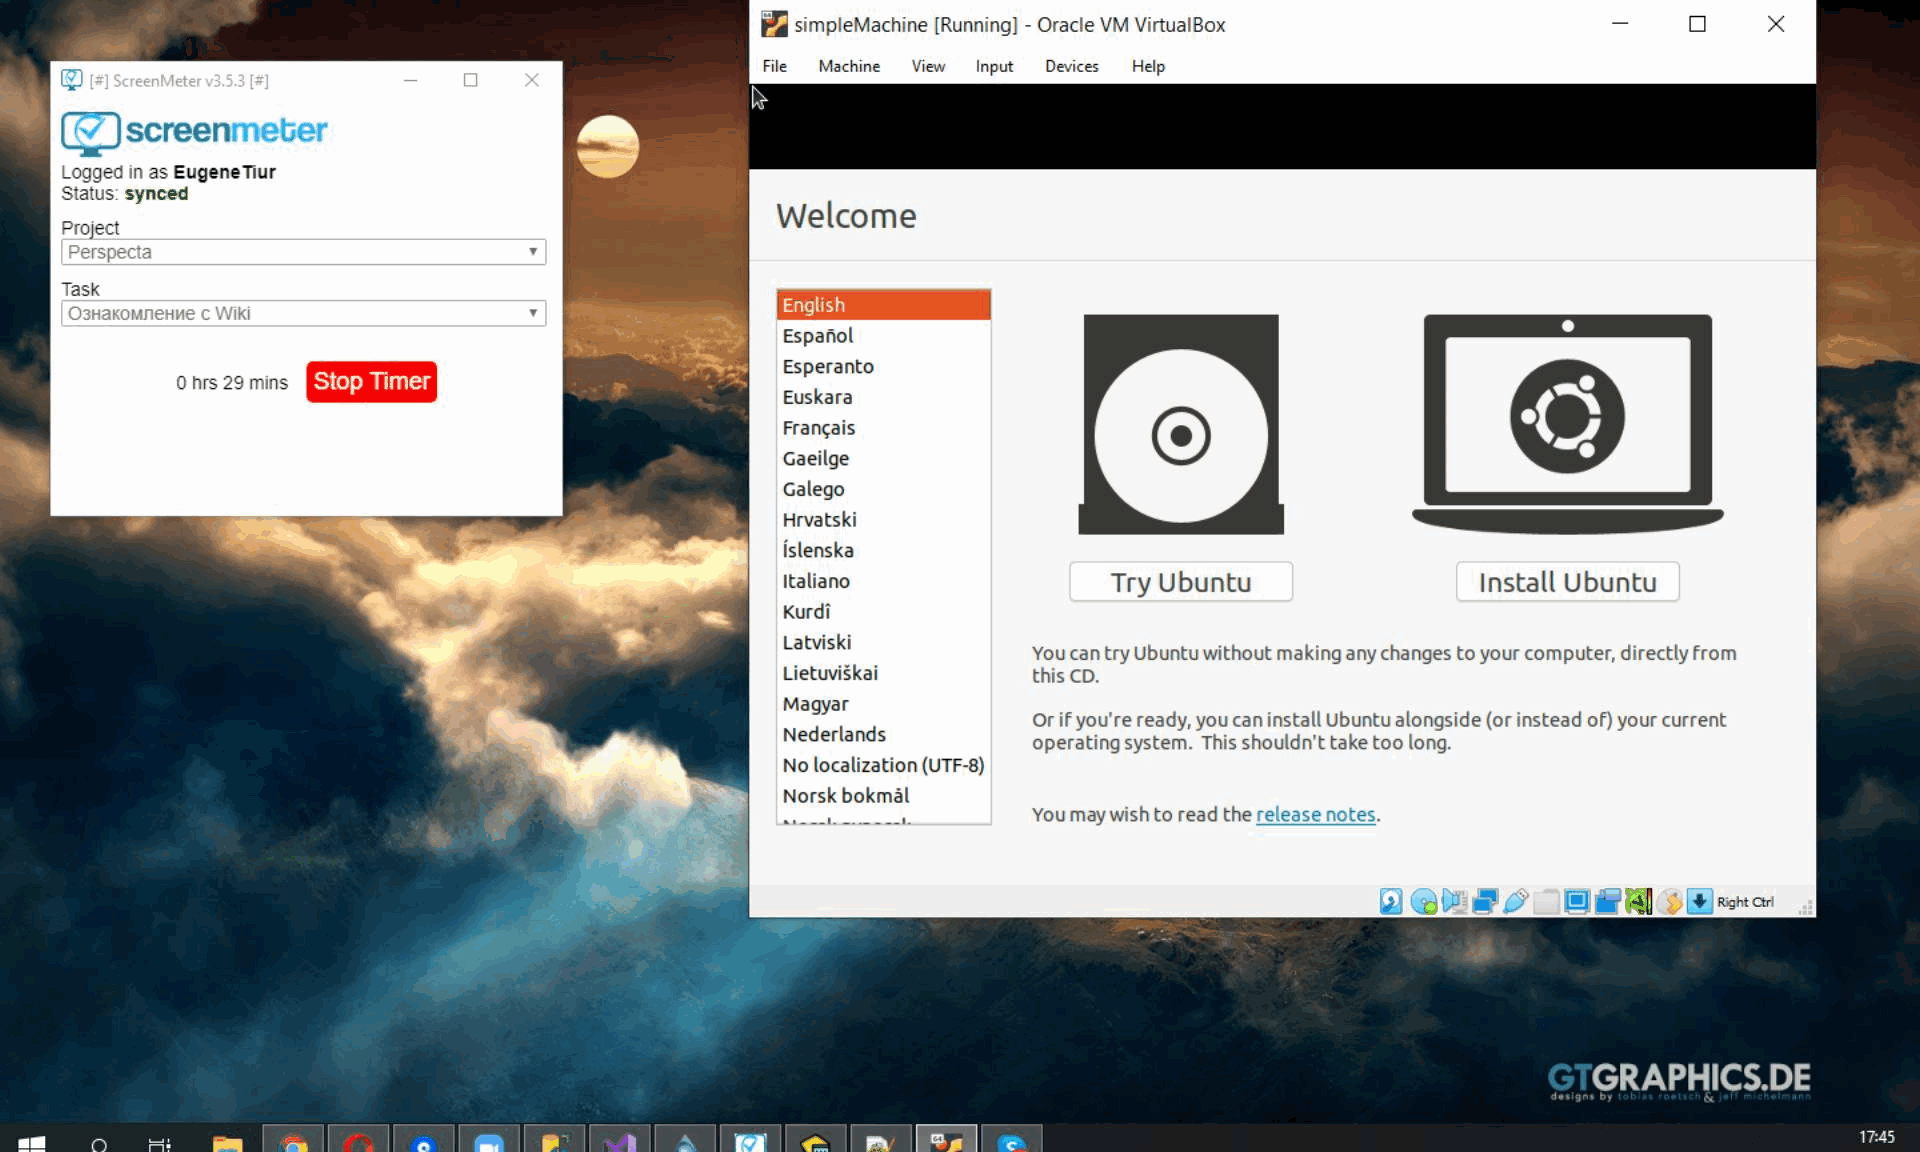 [#] ScreenMeter v3.5.3 [#]
screenmeter
Logged in as EugeneTiur
Status: synced
Project
Perspecta
Task
Ознакомление с Wiki
0 hrs 29 mins
Stop Timer
simpleMachine [Running] - Oracle VM VirtualBox
File Machine View Input Devices Help
Welcome
English
Español
Esperanto
Euskara
Français
Gaeilge
Galego
Hrvatski
Íslenska
Italiano
Kurdî
Latviski
Lietuviškai
Magyar
Nederlands
No localization (UTF-8)
Norsk bokmål
Try Ubuntu
Install Ubuntu
You can try Ubuntu without making any changes to your computer, directly from
this CD.
Or if you're ready, you can install Ubuntu alongside (or instead of) your current
operating system. This shouldn't take too long.
You may wish to read the release notes.
Right Ctrl
GTGRAPHICS.DE
designs by tobias roetsch & jeff michelmann
17:45